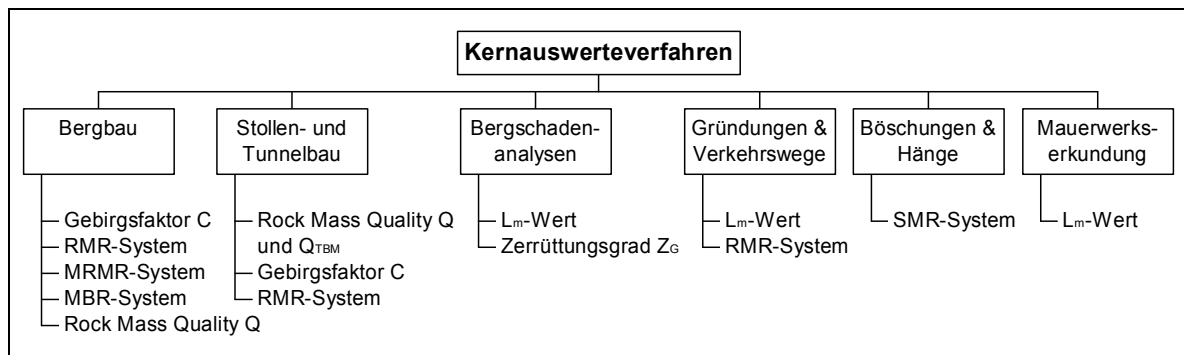 Kernauswerteverfahren
Bergbau
Gebirgsfaktor C
RMR-System
MRMR-System
MBR-System
Rock Mass Quality Q
Stollen- und
Tunnelbau
Rock Mass Quality Q
und QTBM
Gebirgsfaktor C
RMR-System
Bergschaden-
analysen
Lm-Wert
Zerrüttungsgrad ZG
Gründungen &
Verkehrswege
Lm-Wert
RMR-System
Böschungen &
Hänge
SMR-System
Mauerwerks-
erkundung
Lm-Wert